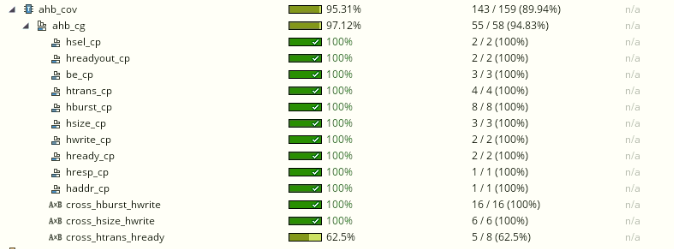 ahb_cov 95.31% 143 / 159 (89.94%) n/a
ahb_cg 97.12% 55 / 58 (94.83%) n/a
hsel_cp 100% 2 / 2 (100%) n/a
hreadyout_cp 100% 2 / 2 (100%) n/a
be_cp 100% 3 / 3 (100%) n/a
htrans_cp 100% 4 / 4 (100%) n/a
hburst_cp 100% 8 / 8 (100%) n/a
hsize_cp 100% 3 / 3 (100%) n/a
hwrite_cp 100% 2 / 2 (100%) n/a
hready_cp 100% 2 / 2 (100%) n/a
hresp_cp 100% 1 / 1 (100%) n/a
haddr_cp 100% 1 / 1 (100%) n/a
A×B cross_hburst_hwrite 100% 16 / 16 (100%) n/a
A×B cross_hsize_hwrite 100% 6 / 6 (100%) n/a
A×B cross_htrans_hready 62.5% 5 / 8 (62.5%) n/a